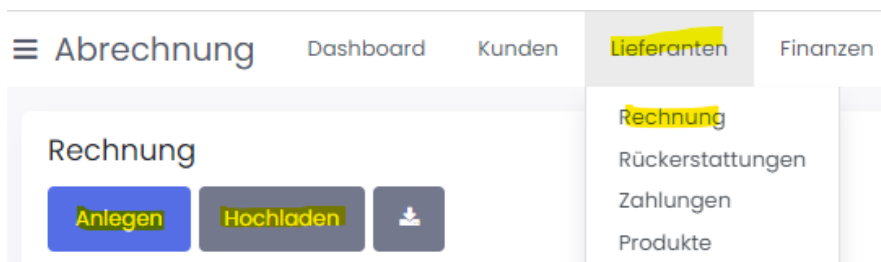 Abrechnung Dashboard Kunden Lieferanten Finanzen
Rechnung
Rückerstattungen
Zahlungen
Produkte
Rechnung
Anlegen Hochladen